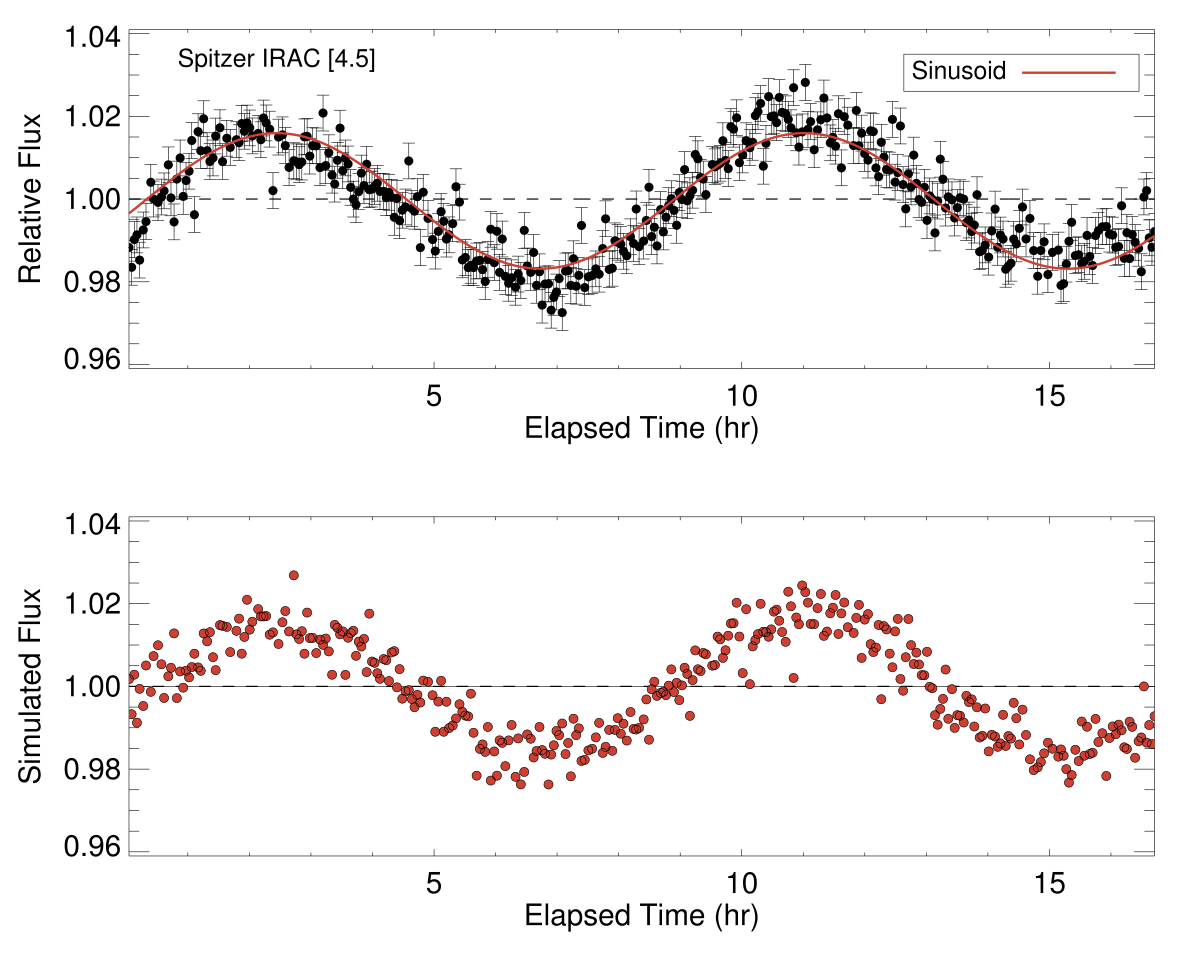 Spitzer IRAC [4.5]
Sinusoid
Relative Flux
1.04
1.02
1.00
0.98
0.96
5 10 15
Elapsed Time (hr)
Simulated Flux
1.04
1.02
1.00
0.98
0.96
5 10 15
Elapsed Time (hr)